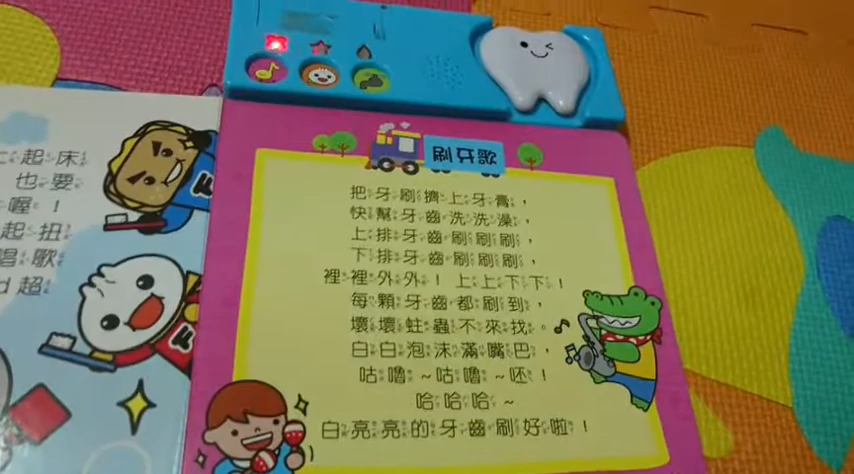 起床
也要
喔！
起扭
唱歌
d超
刷牙歌
把牙刷擠上牙膏，
快幫牙齒洗洗澡，
上排牙齒刷刷刷，
下排牙齒刷刷刷，
裡裡外外！上上下下！
每顆牙齒都刷到，
壞壞蛀蟲不來找。
白白泡沫滿嘴巴，
咕嚕～咕嚕～呸！
哈哈哈～
白亮亮的牙齒刷好啦！